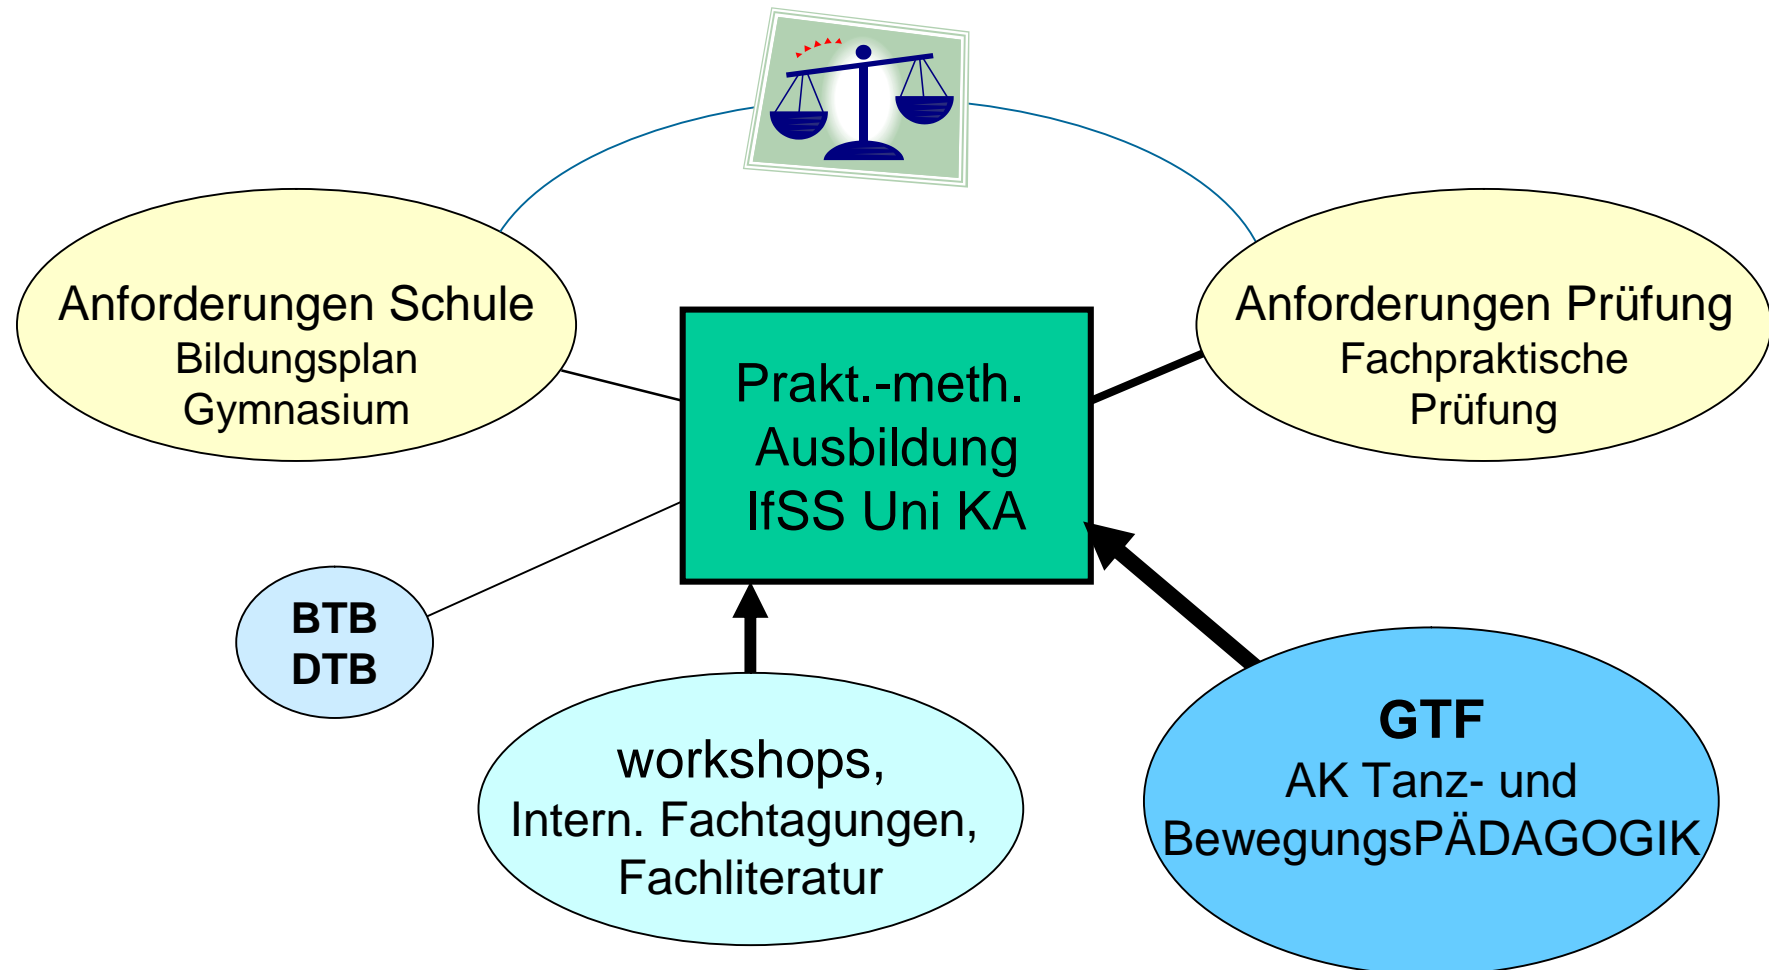 Anforderungen Schule
Bildungsplan
Gymnasium
Anforderungen Prüfung
Fachpraktische
Prüfung
Prakt.-meth.
Ausbildung
IfSS Uni KA
BTB
DTB
workshops,
Intern. Fachtagungen,
Fachliteratur
GTF
AK Tanz- und
BewegungsPÄDAGOGIK